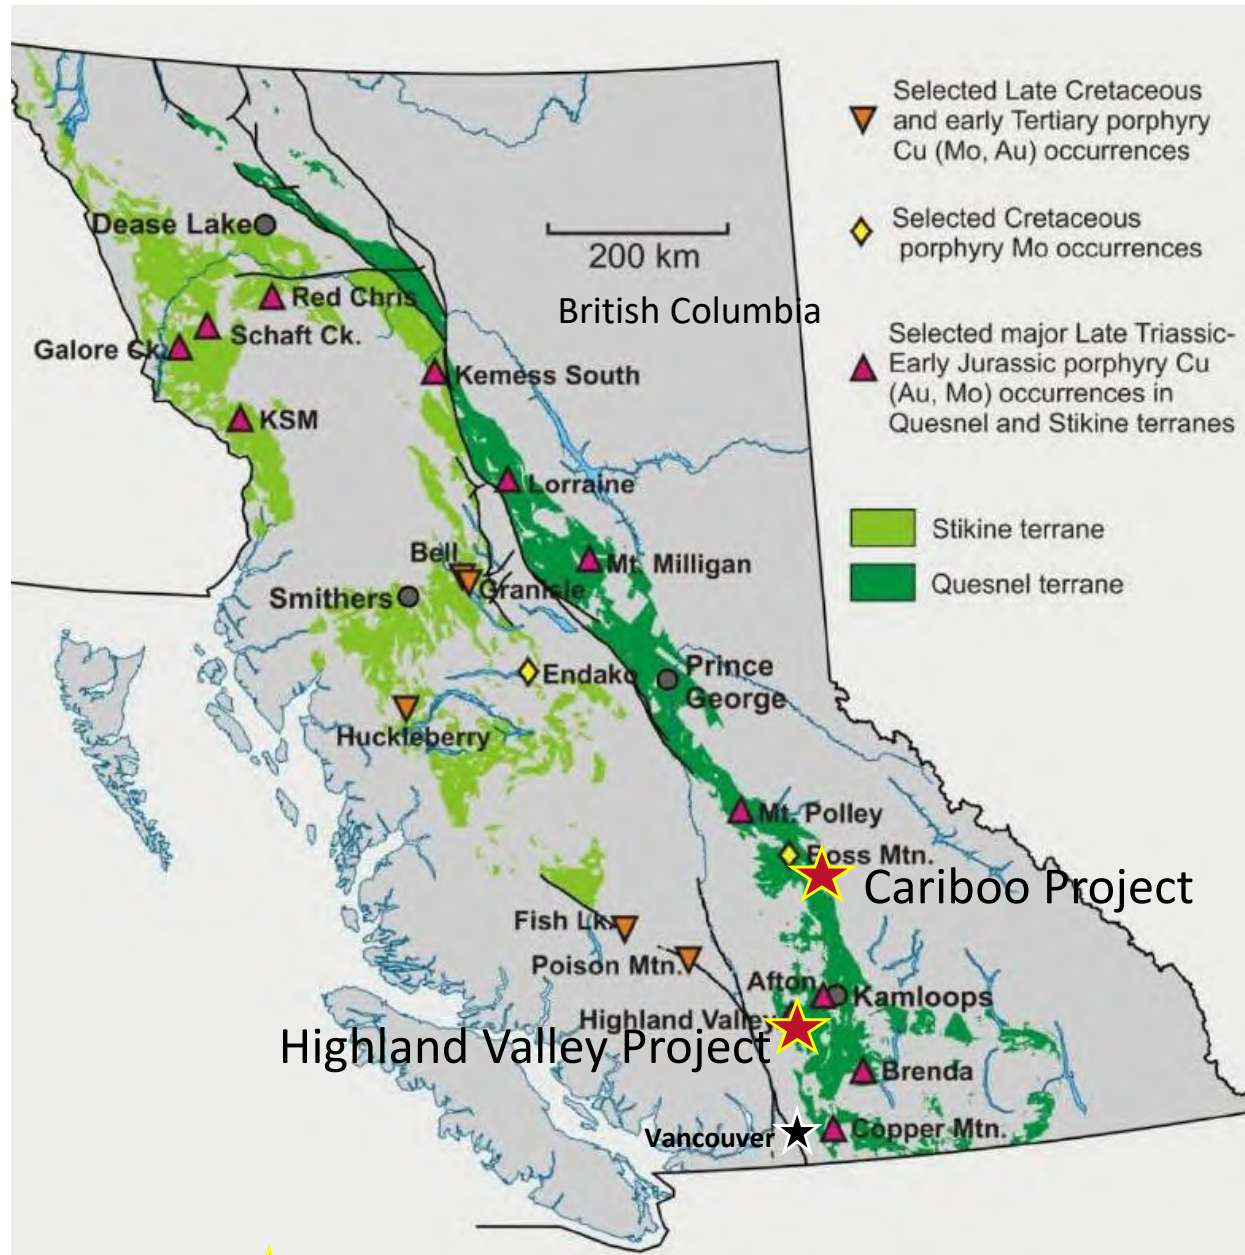 Selected Late Cretaceous
and early Tertiary porphyry
Cu (Mo, Au) occurrences
Selected Cretaceous
porphyry Mo occurrences
Selected major Late Triassic-
Early Jurassic porphyry Cu
(Au, Mo) occurrences in
Quesnel and Stikine terranes
Stikine terrane
Quesnel terrane
200 km
British Columbia
Dease Lake
Red Chris
Schaft Ck.
Galore Ck.
Kemess South
KSM
Lorraine
Bell
Mt. Milligan
Granisle
Smithers
Endako
Prince
George
Huckleberry
Mt. Polley
Boss Mtn.
Cariboo Project
Fish Lk.
Poison Mtn.
Afton
Kamloops
Highland Valley
Highland Valley Project
Brenda
Copper Mtn.
Vancouver